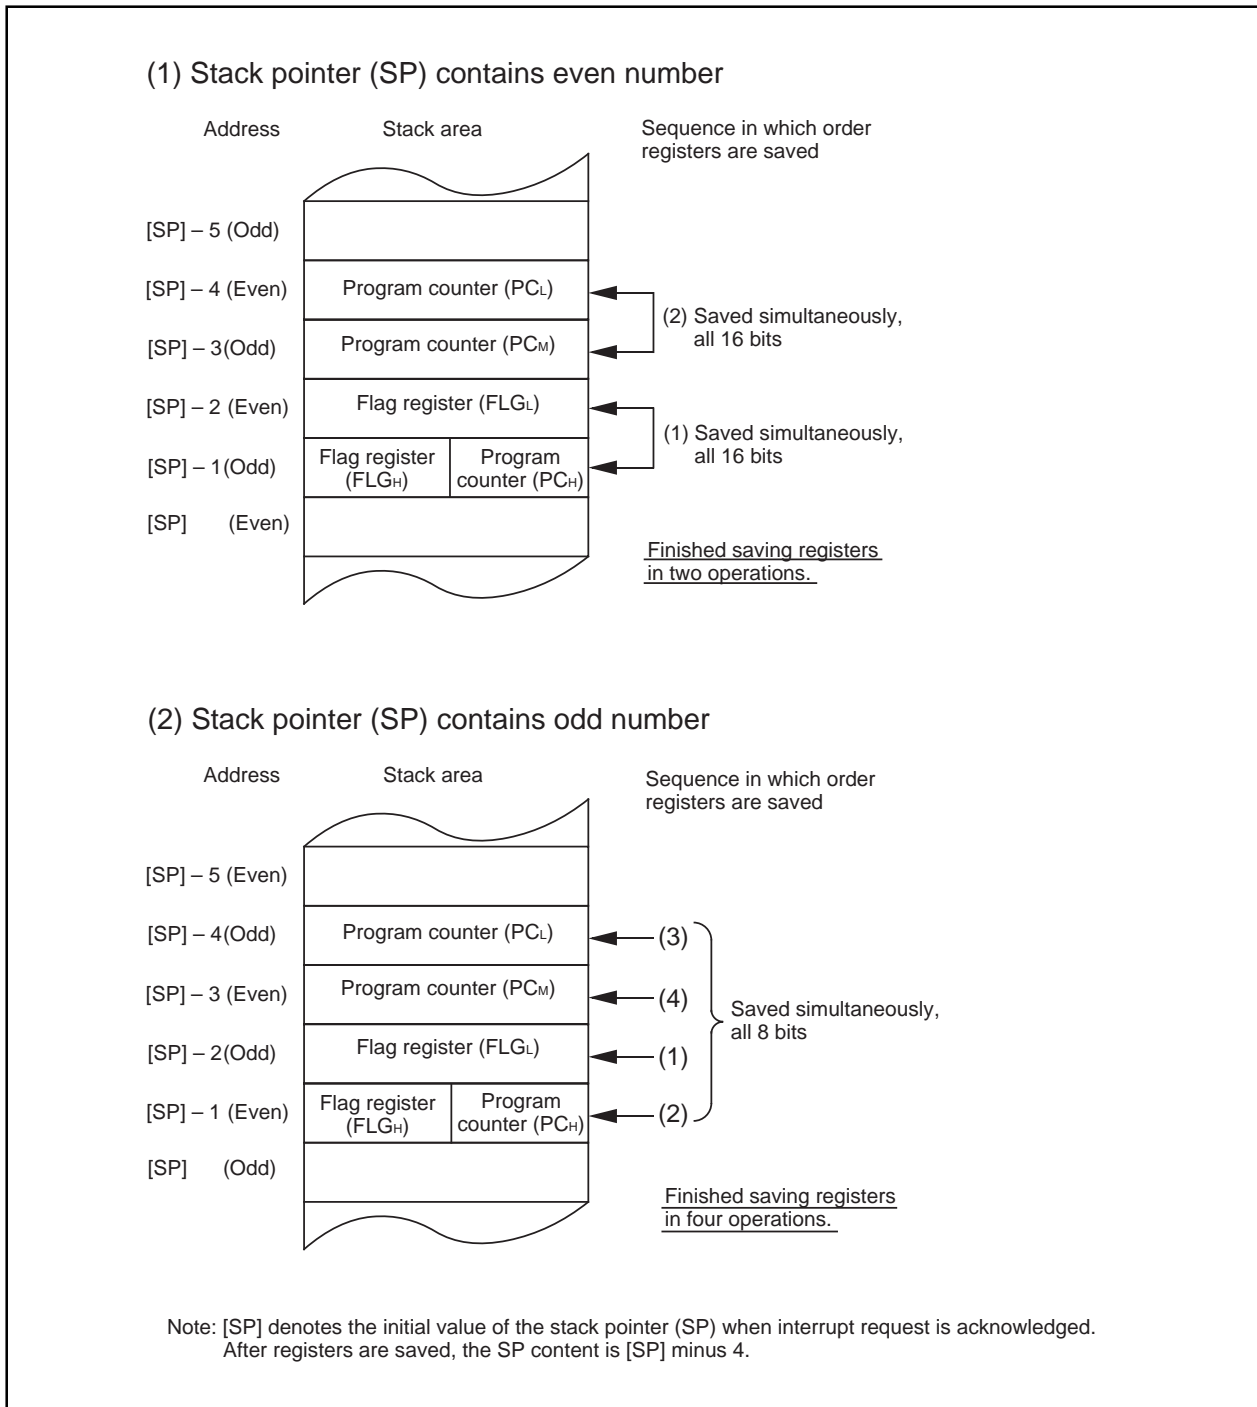 (1) Stack pointer (SP) contains even number
Address
Stack area
Sequence in which order
registers are saved
[SP] – 5 (Odd)
[SP] – 4 (Even)
Program counter (PCL)
[SP] – 3(Odd)
Program counter (PCM)
(2) Saved simultaneously,
all 16 bits
[SP] – 2 (Even)
Flag register (FLGL)
[SP] – 1(Odd)
Flag register
(FLGH)
Program
counter (PCH)
(1) Saved simultaneously,
all 16 bits
[SP] (Even)
Finished saving registers
in two operations.
(2) Stack pointer (SP) contains odd number
Address
Stack area
Sequence in which order
registers are saved
[SP] – 5 (Even)
[SP] – 4(Odd)
Program counter (PCL)
(3)
[SP] – 3 (Even)
Program counter (PCM)
(4)
Saved simultaneously,
all 8 bits
[SP] – 2(Odd)
Flag register (FLGL)
(1)
[SP] – 1 (Even)
Flag register
(FLGH)
Program
counter (PCH)
(2)
[SP] (Odd)
Finished saving registers
in four operations.
Note: [SP] denotes the initial value of the stack pointer (SP) when interrupt request is acknowledged.
After registers are saved, the SP content is [SP] minus 4.